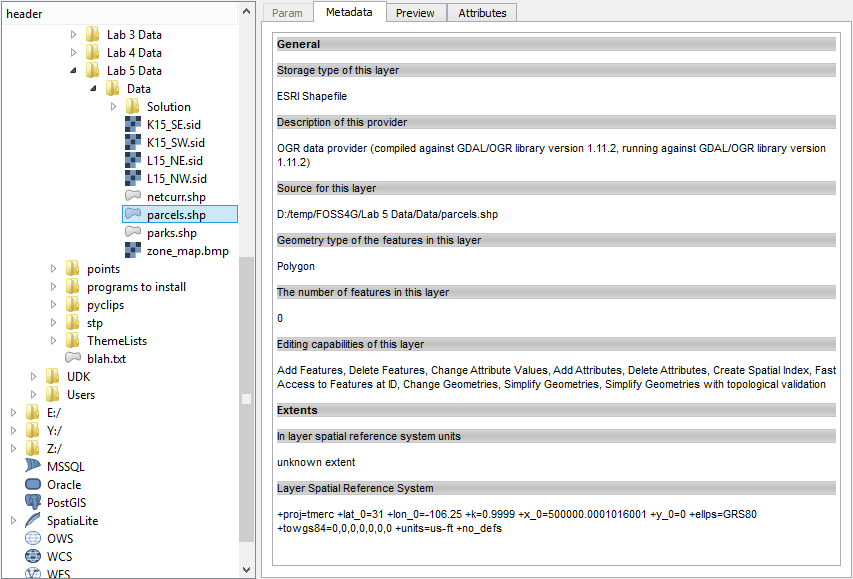 header
Lab 3 Data
Lab 4 Data
Lab 5 Data
Data
Solution
K15_SE.sid
K15_SW.sid
L15_NE.sid
L15_NW.sid
netcurr.shp
parcels.shp
parks.shp
zone_map.bmp
points
programs to install
pyclips
stp
ThemeLists
blah.txt
UDK
Users
E:/
Y:/
Z:/
MSSQL
Oracle
PostGIS
SpatiaLite
OWS
WCS
WFS
Param Metadata Preview Attributes
General
Storage type of this layer
ESRI Shapefile
Description of this provider
OGR data provider (compiled against GDAL/OGR library version 1.11.2, running against GDAL/OGR library version
1.11.2)
Source for this layer
D:/temp/FOSS4G/Lab 5 Data/Data/parcels.shp
Geometry type of the features in this layer
Polygon
The number of features in this layer
0
Editing capabilities of this layer
Add Features, Delete Features, Change Attribute Values, Add Attributes, Delete Attributes, Create Spatial Index, Fast
Access to Features at ID, Change Geometries, Simplify Geometries, Simplify Geometries with topological validation
Extents
In layer spatial reference system units
unknown extent
Layer Spatial Reference System
+proj=tmerc +lat_0=31 +lon_0=-106.25 +k=0.9999 +x_0=500000.0001016001 +y_0=0 +ellps=GRS80
+towgs84=0,0,0,0,0,0,0 +units=us-ft +no_defs